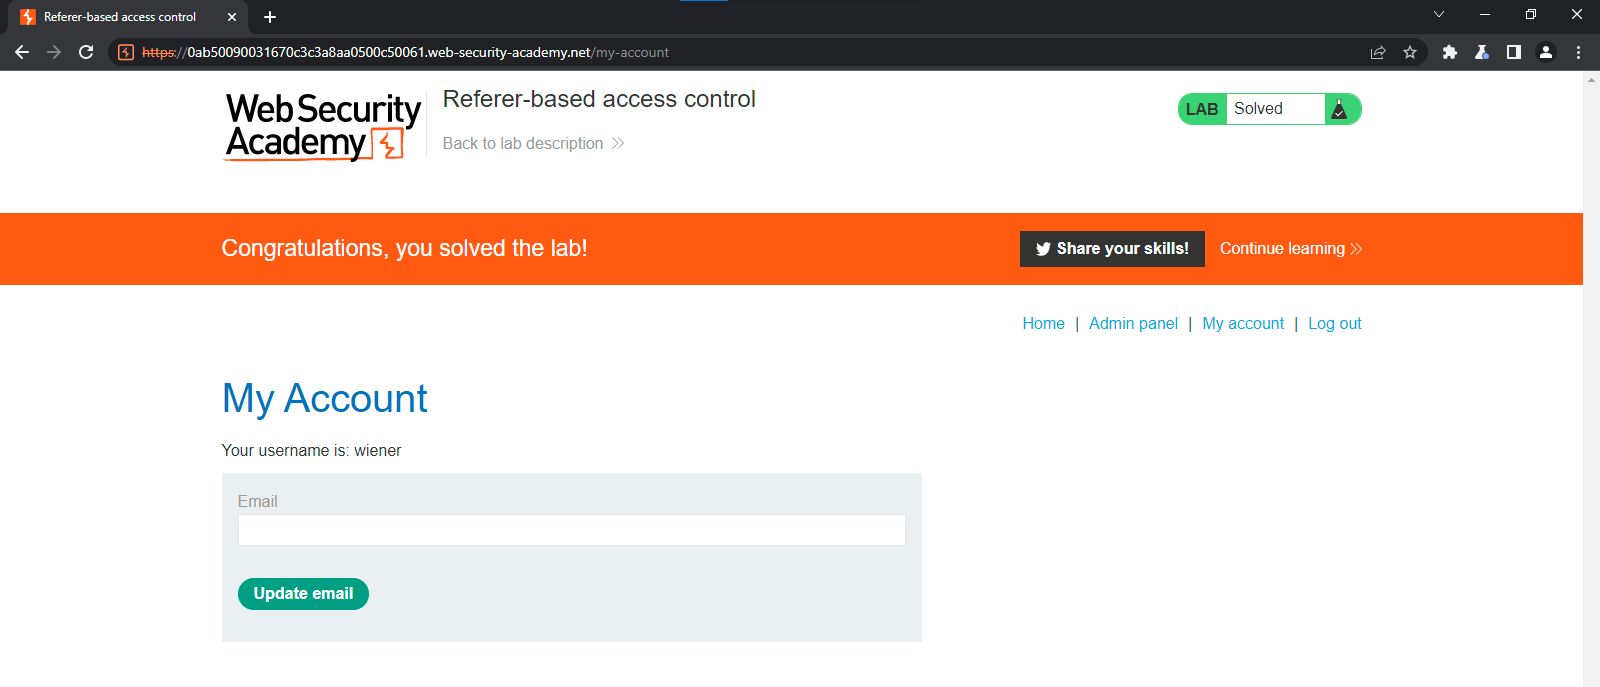 Referer-based access control
https://0ab50090031670c3c3a8aa0500c50061.web-security-academy.net/my-account
Web Security
Academy
Referer-based access control
Back to lab description
LAB Solved
Congratulations, you solved the lab!
Share your skills!
Continue learning
Home | Admin panel | My account | Log out
My Account
Your username is: wiener
Email
Update email